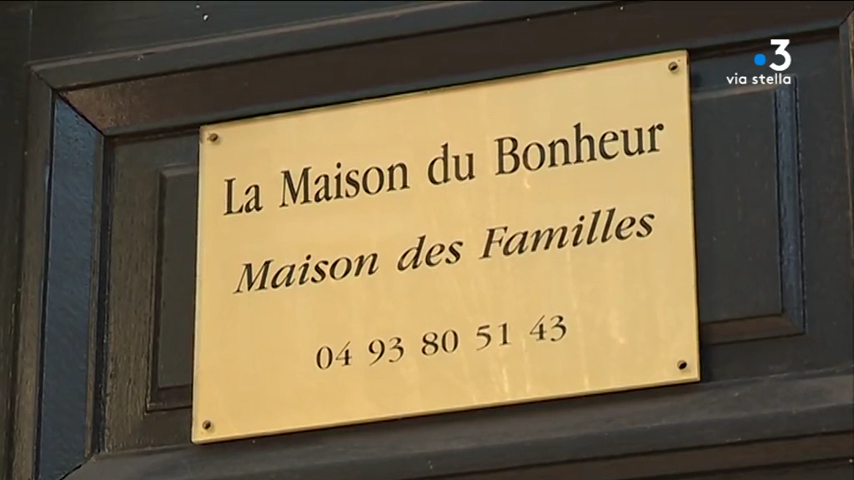 3
via stella
La Maison du Bonheur
Maison des Familles
04 93 80 51 43